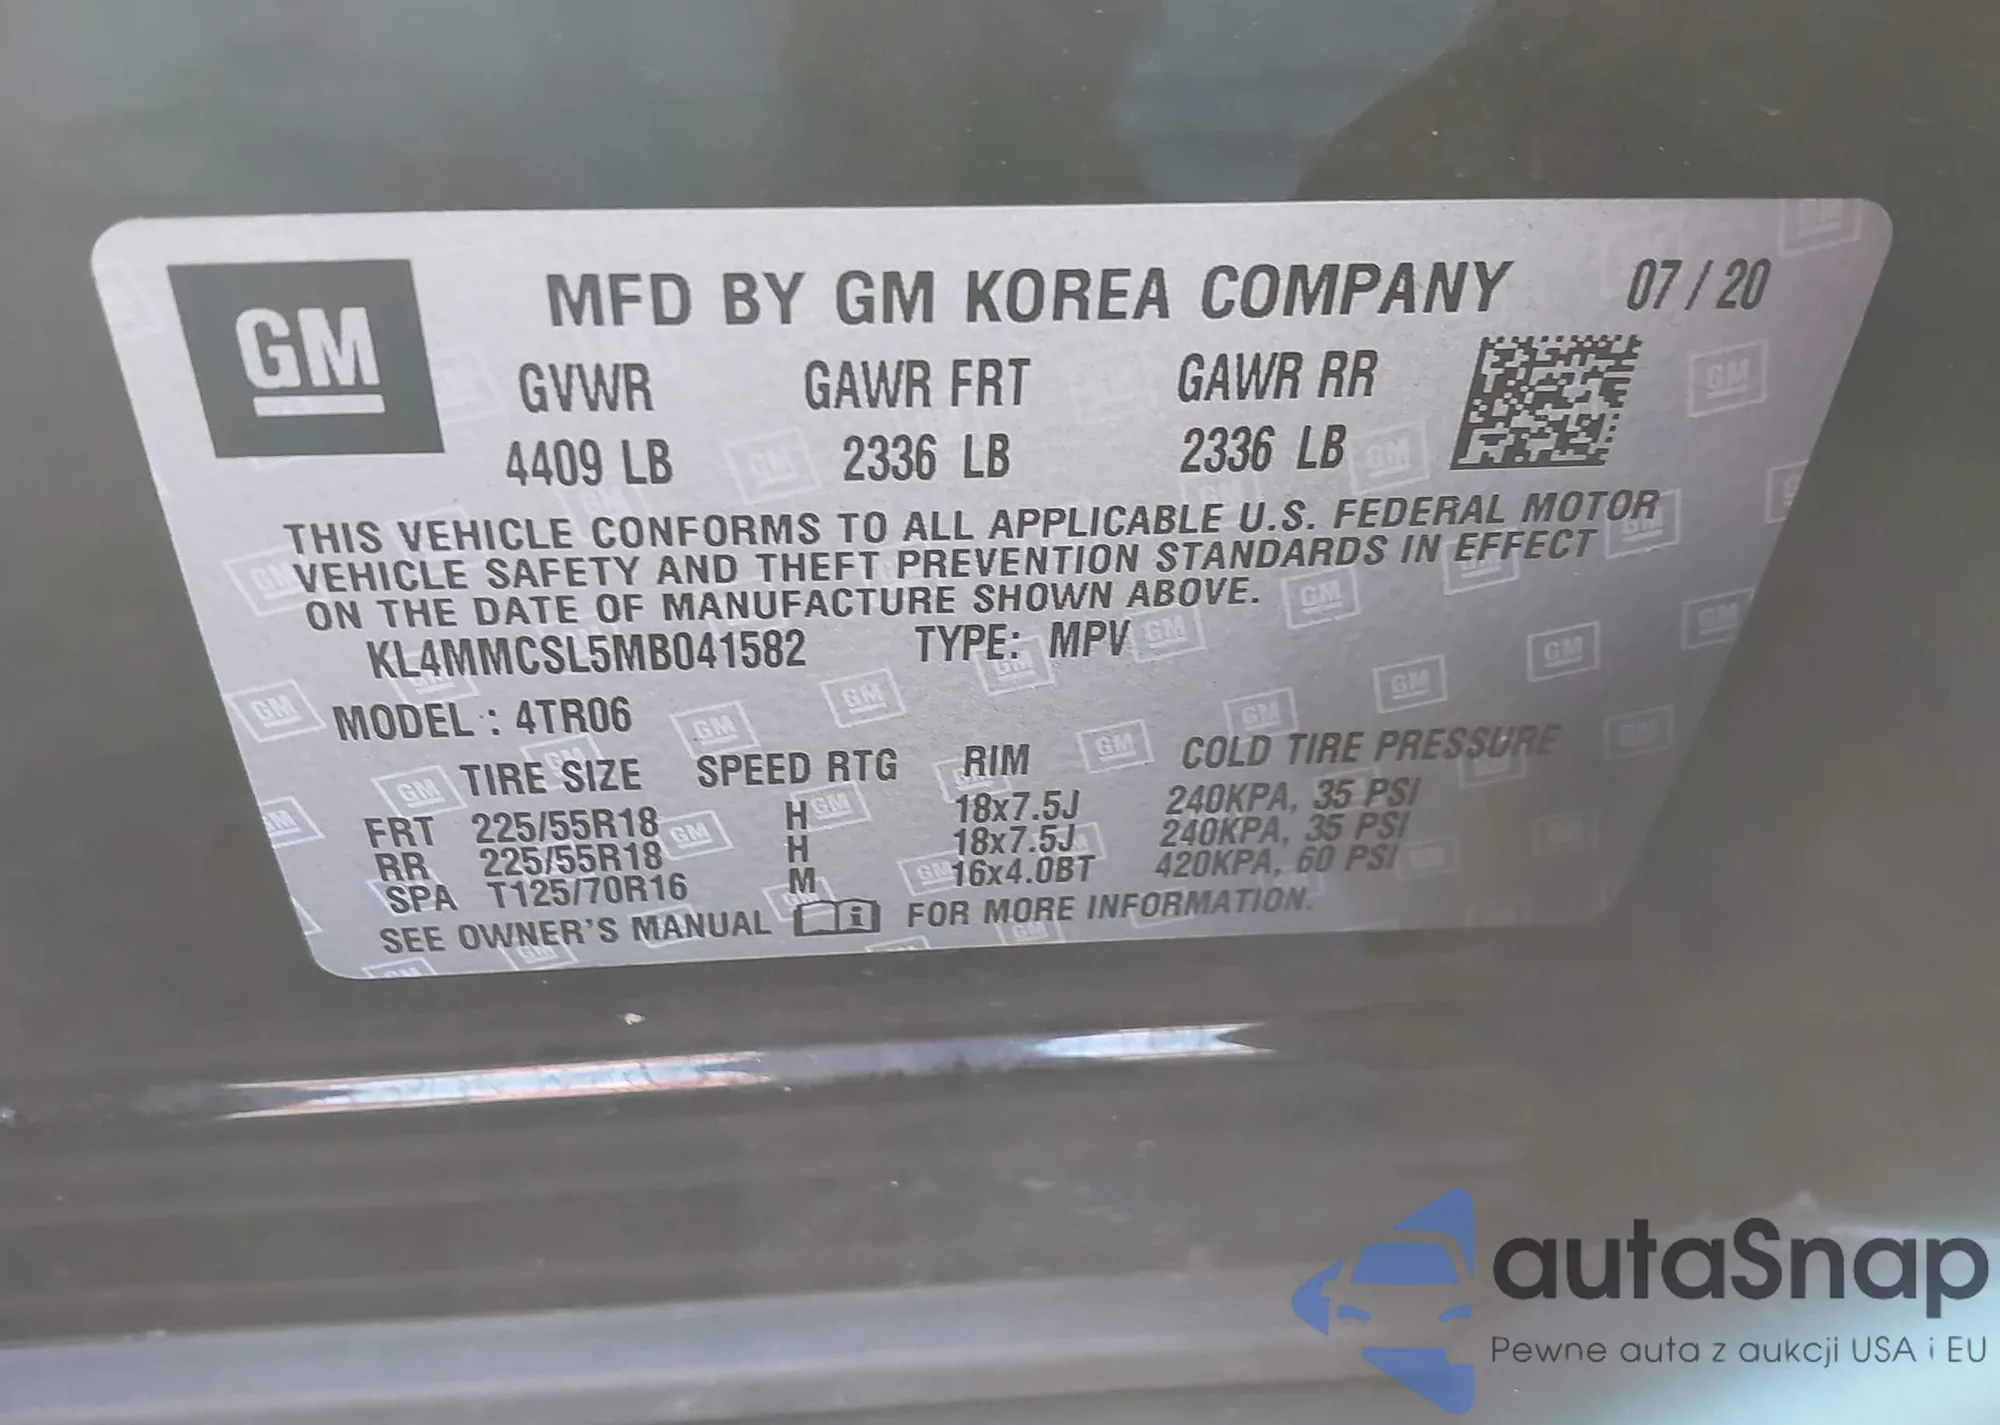 GM
MFD BY GM KOREA COMPANY 07/20
GVWR GAWR FRT GAWR RR
4409 LB 2336 LB 2336 LB
THIS VEHICLE CONFORMS TO ALL APPLICABLE U.S. FEDERAL MOTOR
VEHICLE SAFETY AND THEFT PREVENTION STANDARDS IN EFFECT
ON THE DATE OF MANUFACTURE SHOWN ABOVE.
KL4MMCSL5MB041582 TYPE: MPV
MODEL : 4TR06
TIRE SIZE SPEED RTG RIM COLD TIRE PRESSURE
FRT 225/55R18 H 18x7.5J 240KPA, 35 PSI
RR 225/55R18 H 18x7.5J 240KPA, 35 PSI
SPA T125/70R16 M 16x4.0BT 420KPA, 60 PSI
SEE OWNER'S MANUAL i FOR MORE INFORMATION.
autaSnap
Pewne auta z aukcji USA i EU